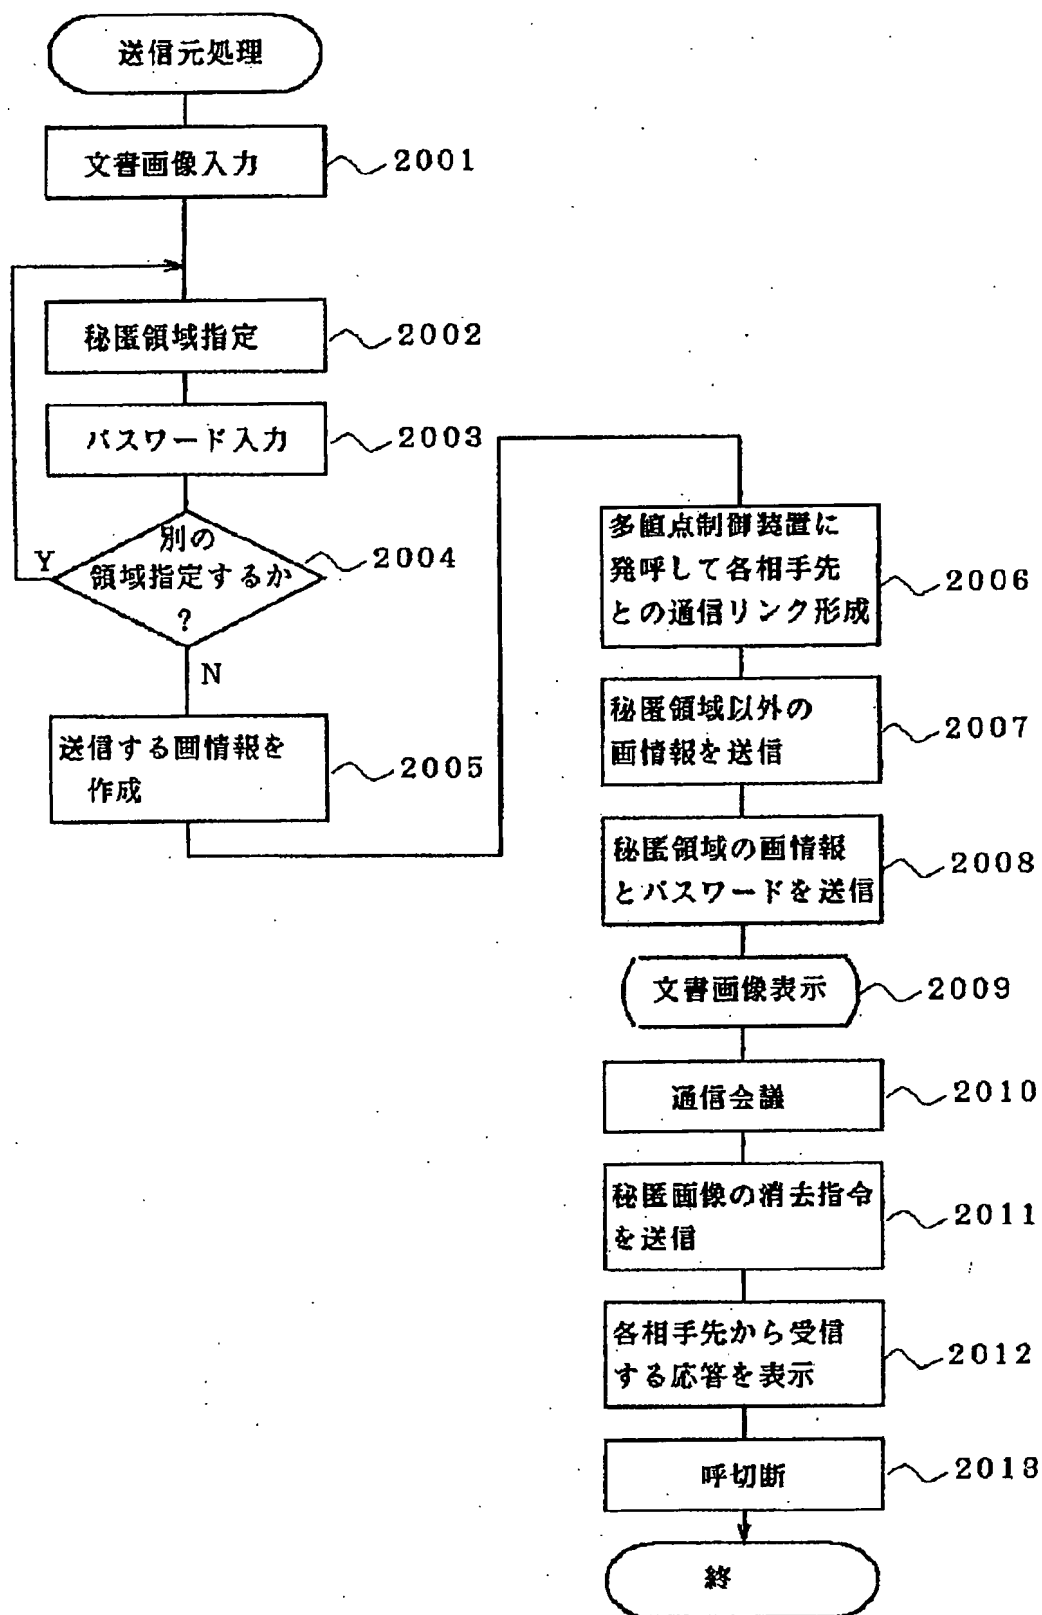 送信元処理
文書画像入力
2001
秘匿領域指定
2002
パスワード入力
2003
別の
領域指定するか
?
2004
Y
N
送信する画情報を
作成
2005
多値点制御装置に
発呼して各相手先
との通信リンク形成
2006
秘匿領域以外の
画情報を送信
2007
秘匿領域の画情報
とパスワードを送信
2008
文書画像表示
2009
通信会議
2010
秘匿画像の消去指令
を送信
2011
各相手先から受信
する応答を表示
2012
呼切断
2013
終